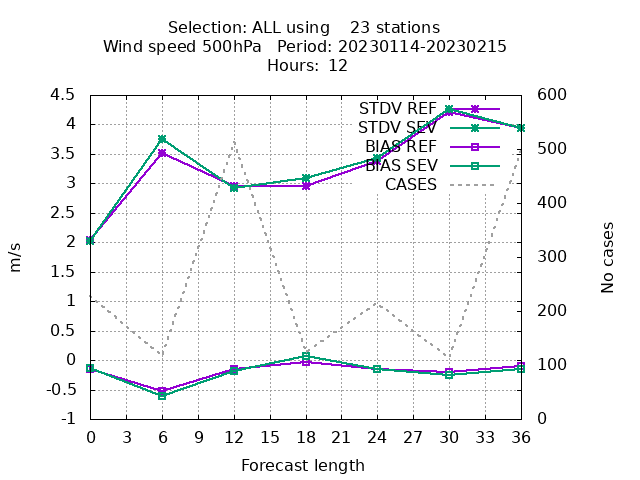 Selection: ALL using    23 stations
Wind speed 500hPa   Period: 20230114-20230215
Hours: 12
STDV REF
STDV SEV
BIAS REF
BIAS SEV
CASES
4.5
4
3.5
3
2.5
2
1.5
1
0.5
0
-0.5
-1
m/s
600
500
400
300
200
100
0
No cases
0 3 6 9 12 15 18 21 24 27 30 33 36
Forecast length